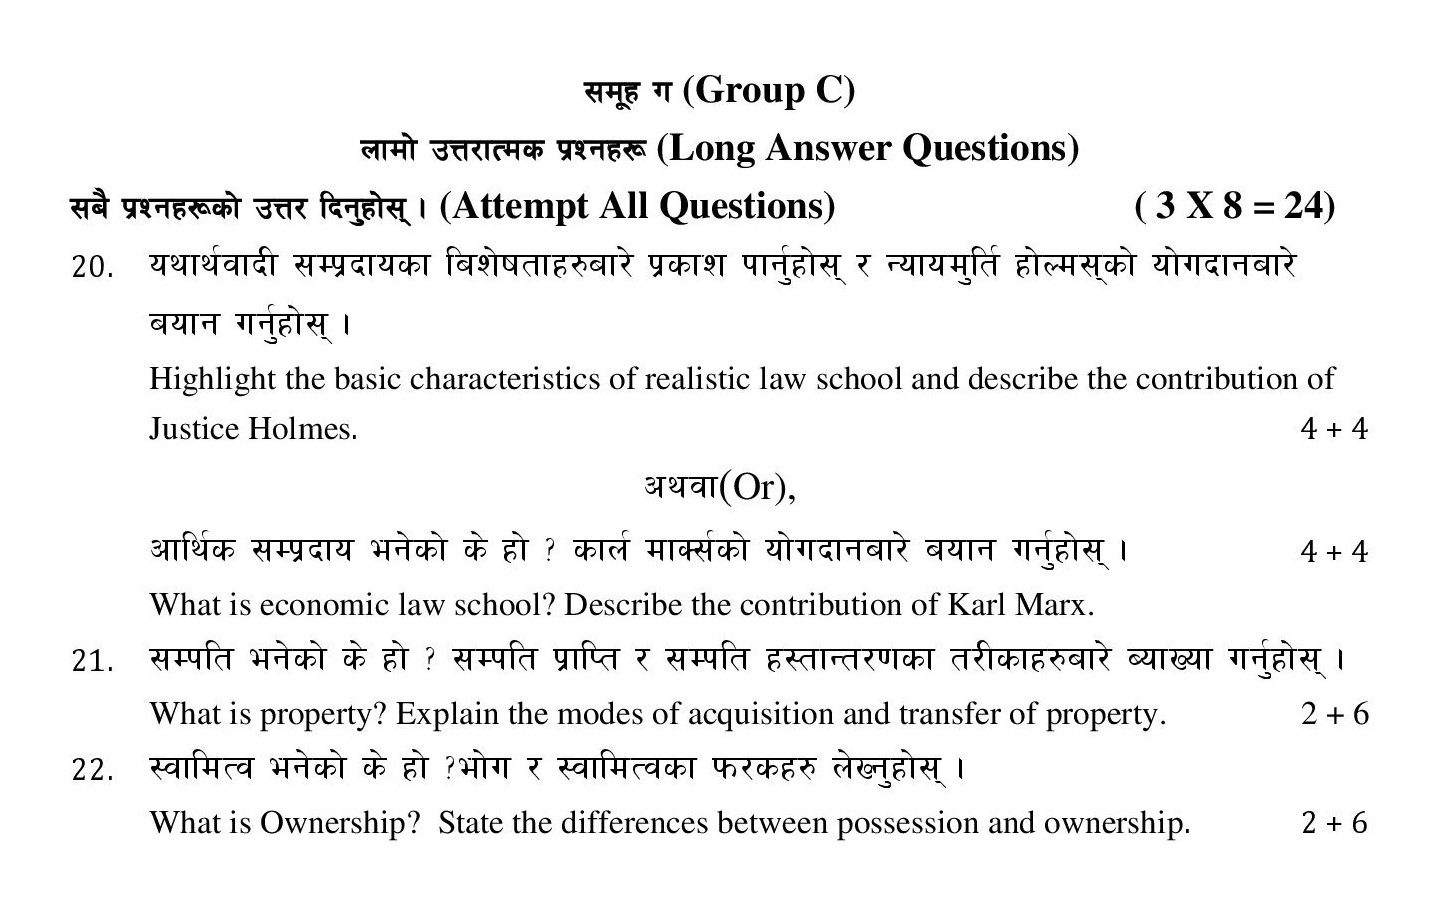 समूह ग (Group C)
लामो उत्तरात्मक प्रश्नहरू (Long Answer Questions)
सबै प्रश्नहरूको उत्तर दिनुहोस् । (Attempt All Questions) ( 3 X 8 = 24)
20. यथार्थवादी सम्प्रदायका बिशेषताहरुबारे प्रकाश पार्नुहोस् र न्यायमुर्ति होल्मस्को योगदानबारे
बयान गर्नुहोस् ।
Highlight the basic characteristics of realistic law school and describe the contribution of
Justice Holmes. 4 + 4
अथवा(Or),
आर्थिक सम्प्रदाय भनेको के हो ? कार्ल मार्क्सको योगदानबारे बयान गर्नुहोस् । 4 + 4
What is economic law school? Describe the contribution of Karl Marx.
21. सम्पति भनेको के हो ? सम्पति प्राप्ति र सम्पति हस्तान्तरणका तरीकाहरुबारे ब्याख्या गर्नुहोस् ।
What is property? Explain the modes of acquisition and transfer of property. 2 + 6
22. स्वामित्व भनेको के हो ?भोग र स्वामित्वका फरकहरु लेख्नुहोस् ।
What is Ownership?  State the differences between possession and ownership. 2 + 6